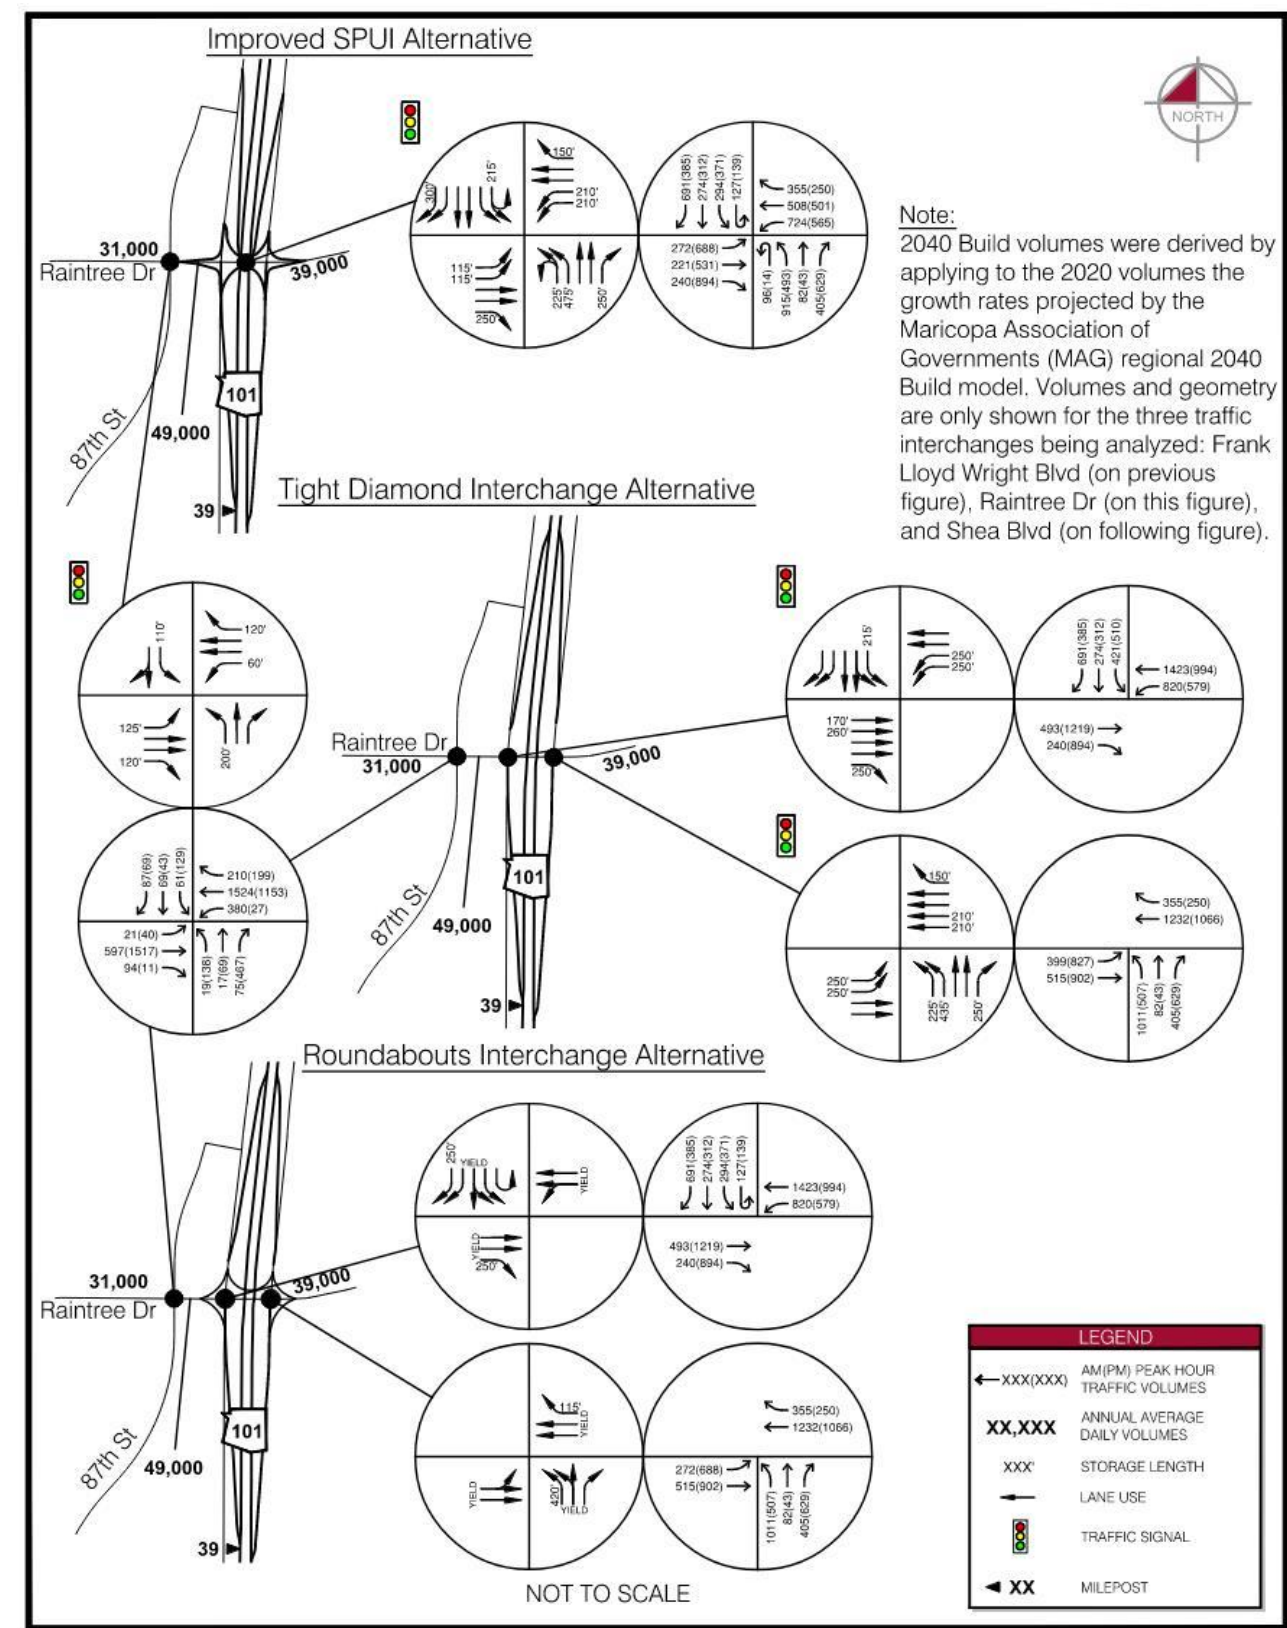 Improved SPUI Alternative
NORTH
300'
215'
150'
210'
210'
115'
115'
250'
225'
475'
250'
691(385)
274(312)
294(371)
127(139)
355(250)
508(501)
724(565)
272(688)
221(531)
240(894)
96(14)
915(493)
82(43)
405(629)
31,000
Raintree Dr
39,000
101
87th St
49,000
39
Note:
2040 Build volumes were derived by
applying to the 2020 volumes the
growth rates projected by the
Maricopa Association of
Governments (MAG) regional 2040
Build model. Volumes and geometry
are only shown for the three traffic
interchanges being analyzed: Frank
Lloyd Wright Blvd (on previous
figure), Raintree Dr (on this figure),
and Shea Blvd (on following figure).
Tight Diamond Interchange Alternative
110'
120'
60'
125'
120'
200'
87(69)
69(43)
61(129)
210(199)
1524(1153)
380(27)
21(40)
597(1517)
94(11)
19(138)
17(69)
75(467)
Raintree Dr
31,000
39,000
101
87th St
49,000
39
215'
250'
250'
170'
260'
250'
691(385)
274(312)
421(510)
1423(994)
820(579)
493(1219)
240(894)
150'
210'
210'
250'
250'
225'
435'
250'
355(250)
1232(1066)
399(827)
515(902)
1011(507)
82(43)
405(629)
Roundabouts Interchange Alternative
250'
YIELD
YIELD
YIELD
250'
691(385)
274(312)
294(371)
127(139)
1423(994)
820(579)
493(1219)
240(894)
31,000
Raintree Dr
39,000
101
87th St
49,000
39
115'
YIELD
YIELD
420'
YIELD
355(250)
1232(1066)
272(688)
515(902)
1011(507)
82(43)
405(629)
NOT TO SCALE
LEGEND
XXX(XXX) AM(PM) PEAK HOUR
TRAFFIC VOLUMES
XX,XXX ANNUAL AVERAGE
DAILY VOLUMES
XXX' STORAGE LENGTH
LANE USE
TRAFFIC SIGNAL
XX MILEPOST